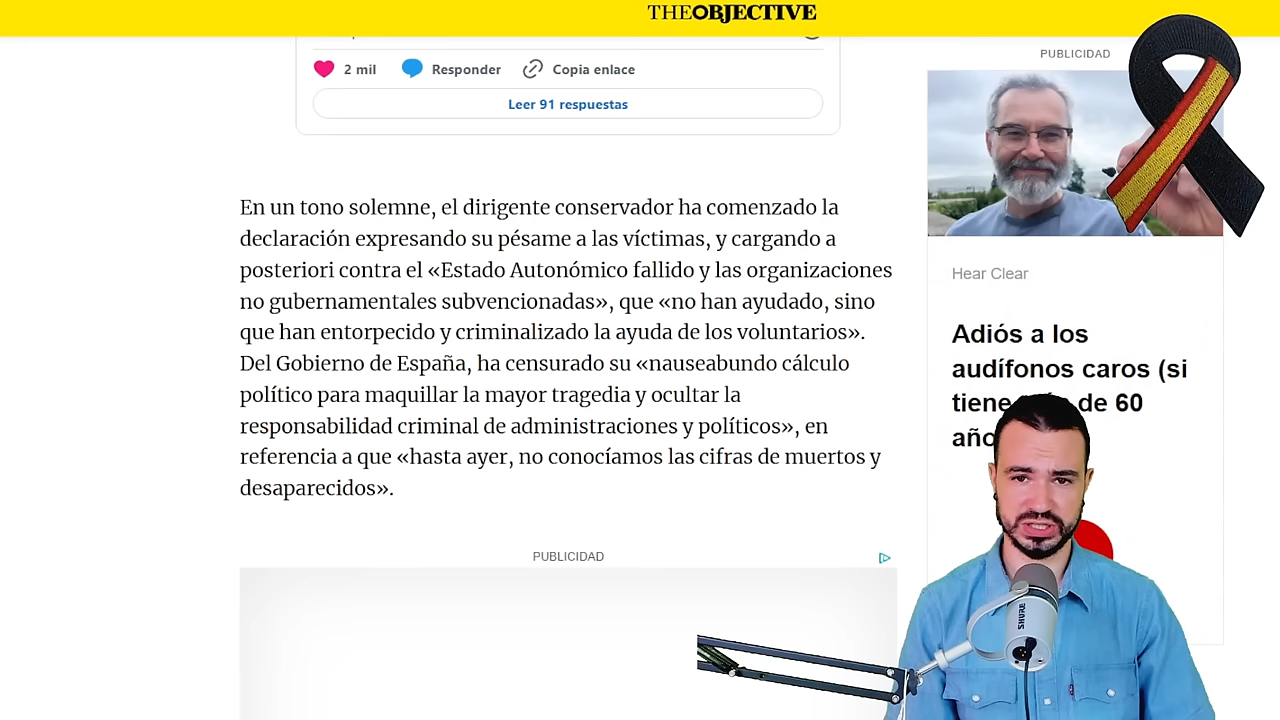 THEOBJECTIVE
2 mil
Responder
Copia enlace
Leer 91 respuestas
En un tono solemne, el dirigente conservador ha comenzado la
declaración expresando su pésame a las víctimas, y cargando a
posteriori contra el «Estado Autonómico fallido y las organizaciones
no gubernamentales subvencionadas», que «no han ayudado, sino
que han entorpecido y criminalizado la ayuda de los voluntarios».
Del Gobierno de España, ha censurado su «nauseabundo cálculo
político para maquillar la mayor tragedia y ocultar la
responsabilidad criminal de administraciones y políticos», en
referencia a que «hasta ayer, no conocíamos las cifras de muertos y
desaparecidos».
PUBLICIDAD
PUBLICIDAD
Hear Clear
Adiós a los
audífonos caros (si
de 60
SHURE